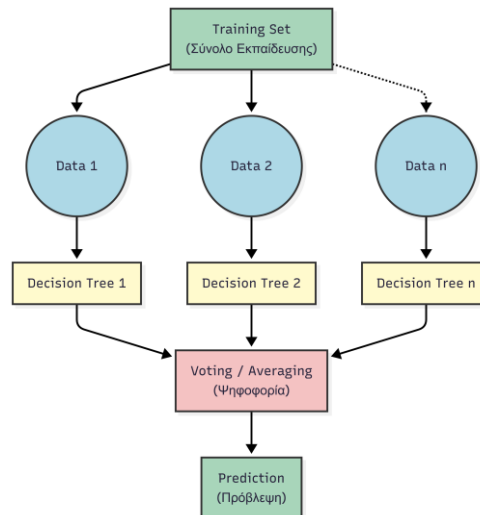 Training Set
(Σύνολο Εκπαίδευσης)
Data 1
Data 2
Data n
Decision Tree 1
Decision Tree 2
Decision Tree n
Voting / Averaging
(Ψηφοφορία)
Prediction
(Πρόβλεψη)